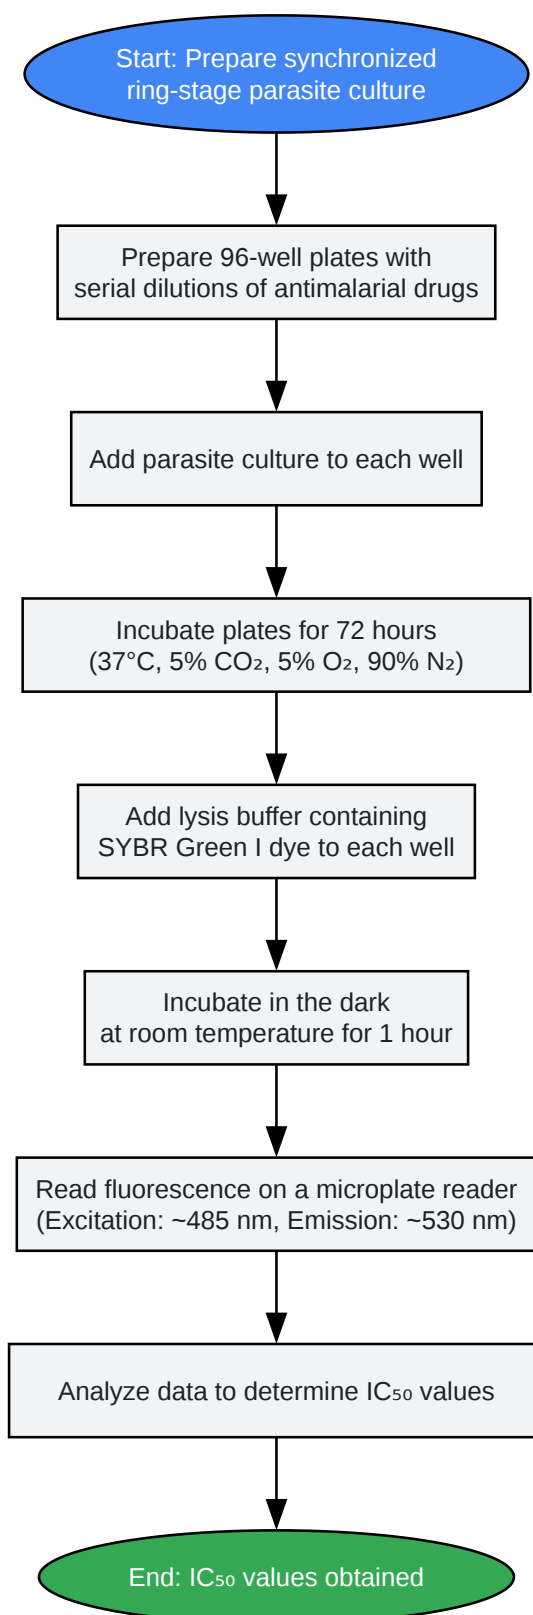 Start: Prepare synchronized
ring-stage parasite culture
Prepare 96-well plates with
serial dilutions of antimalarial drugs
Add parasite culture to each well
Incubate plates for 72 hours
(37°C, 5% CO₂, 5% O₂, 90% N₂)
Add lysis buffer containing
SYBR Green I dye to each well
Incubate in the dark
at room temperature for 1 hour
Read fluorescence on a microplate reader
(Excitation: ~485 nm, Emission: ~530 nm)
Analyze data to determine IC₅₀ values
End: IC₅₀ values obtained